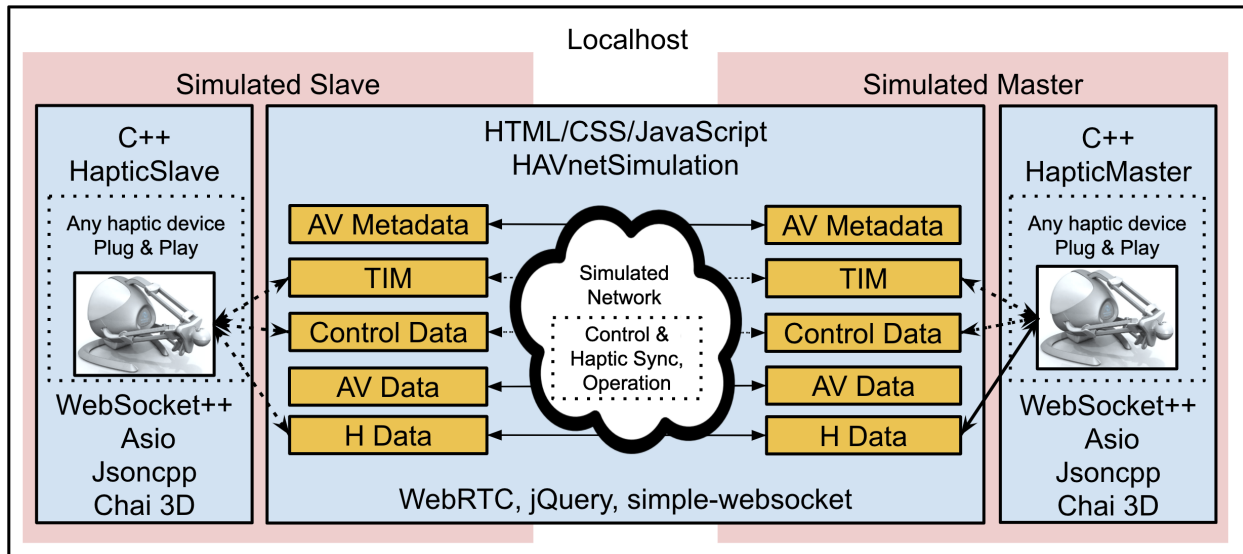 Localhost
Simulated Slave
Simulated Master
C++
HapticSlave
Any haptic device
Plug & Play
WebSocket++
Asio
Jsoncpp
Chai 3D
HTML/CSS/JavaScript
HAVnetSimulation
AV Metadata
TIM
Control Data
AV Data
H Data
Simulated
Network
Control &
Haptic Sync,
Operation
AV Metadata
TIM
Control Data
AV Data
H Data
WebRTC, jQuery, simple-websocket
C++
HapticMaster
Any haptic device
Plug & Play
WebSocket++
Asio
Jsoncpp
Chai 3D